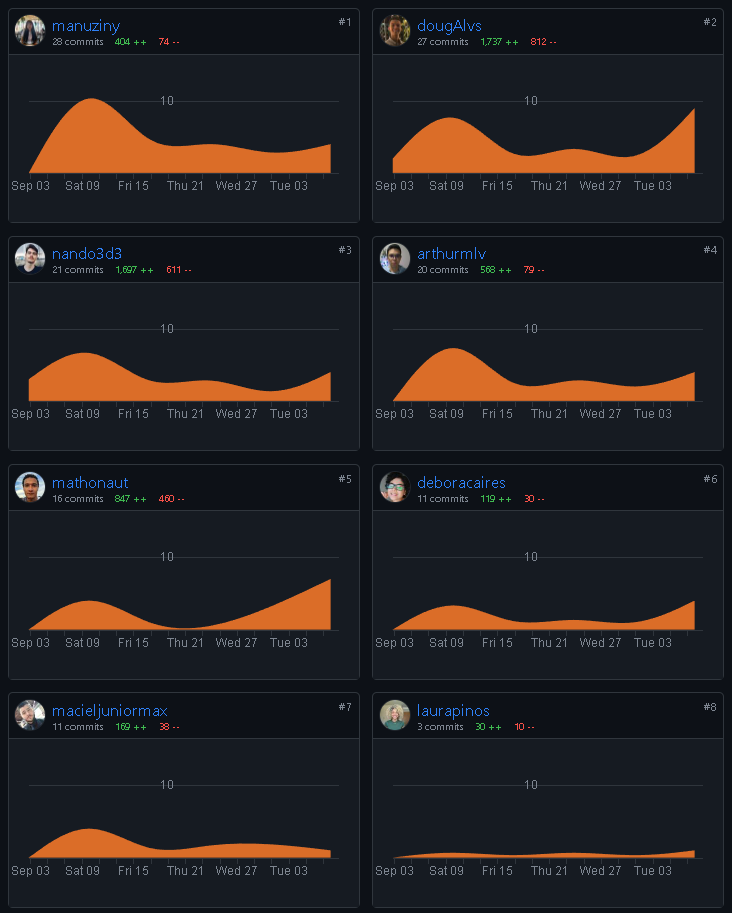 manuziny #1
28 commits 404 ++ 74 --
10
Sep 03 Sat 09 Fri 15 Thu 21 Wed 27 Tue 03
dougAlvs #2
27 commits 1,737 ++ 812 --
10
Sep 03 Sat 09 Fri 15 Thu 21 Wed 27 Tue 03
nando3d3 #3
21 commits 1,697 ++ 611 --
10
Sep 03 Sat 09 Fri 15 Thu 21 Wed 27 Tue 03
arthurmlv #4
20 commits 568 ++ 79 --
10
Sep 03 Sat 09 Fri 15 Thu 21 Wed 27 Tue 03
mathonaut #5
16 commits 847 ++ 460 --
10
Sep 03 Sat 09 Fri 15 Thu 21 Wed 27 Tue 03
deboracaires #6
11 commits 119 ++ 30 --
10
Sep 03 Sat 09 Fri 15 Thu 21 Wed 27 Tue 03
macieljuniormax #7
11 commits 169 ++ 38 --
10
Sep 03 Sat 09 Fri 15 Thu 21 Wed 27 Tue 03
laurapinos #8
3 commits 30 ++ 10 --
10
Sep 03 Sat 09 Fri 15 Thu 21 Wed 27 Tue 03